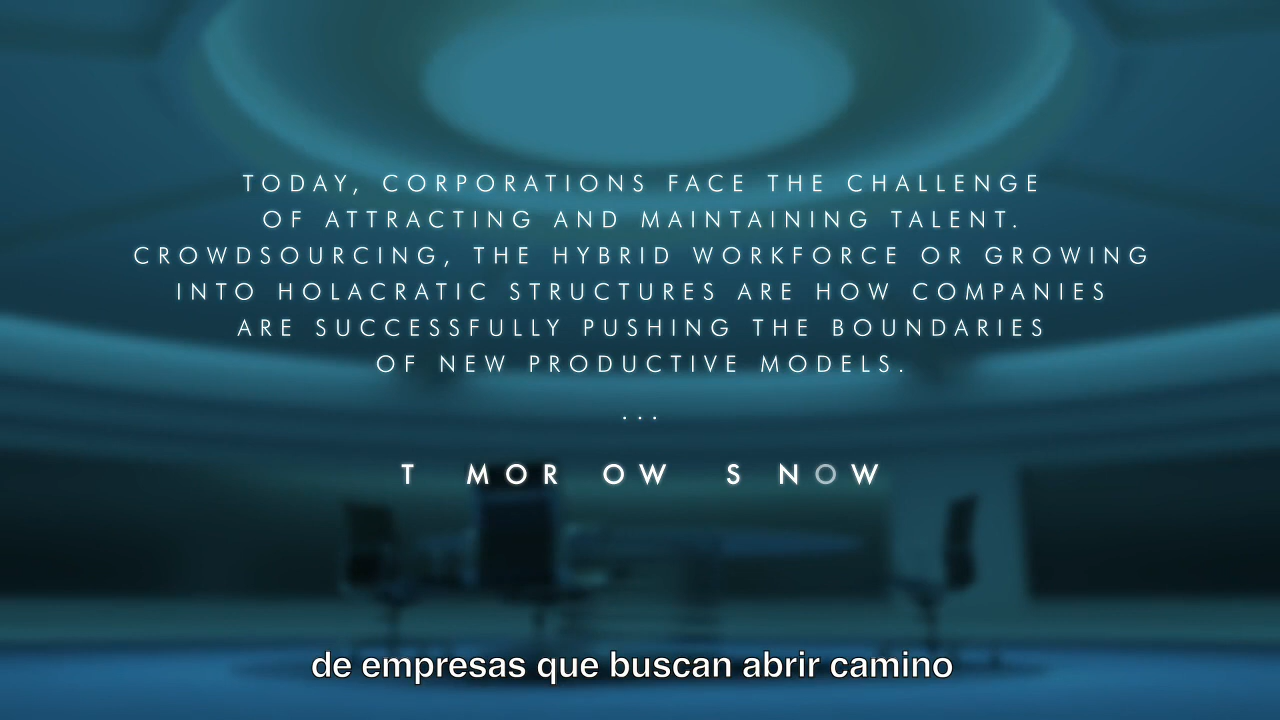 TODAY, CORPORATIONS FACE THE CHALLENGE
OF ATTRACTING AND MAINTAINING TALENT.
CROWDSOURCING, THE HYBRID WORKFORCE OR GROWING
INTO HOLACRATIC STRUCTURES ARE HOW COMPANIES
ARE SUCCESSFULLY PUSHING THE BOUNDARIES
OF NEW PRODUCTIVE MODELS.
...
T MOR OW S NOW
de empresas que buscan abrir camino